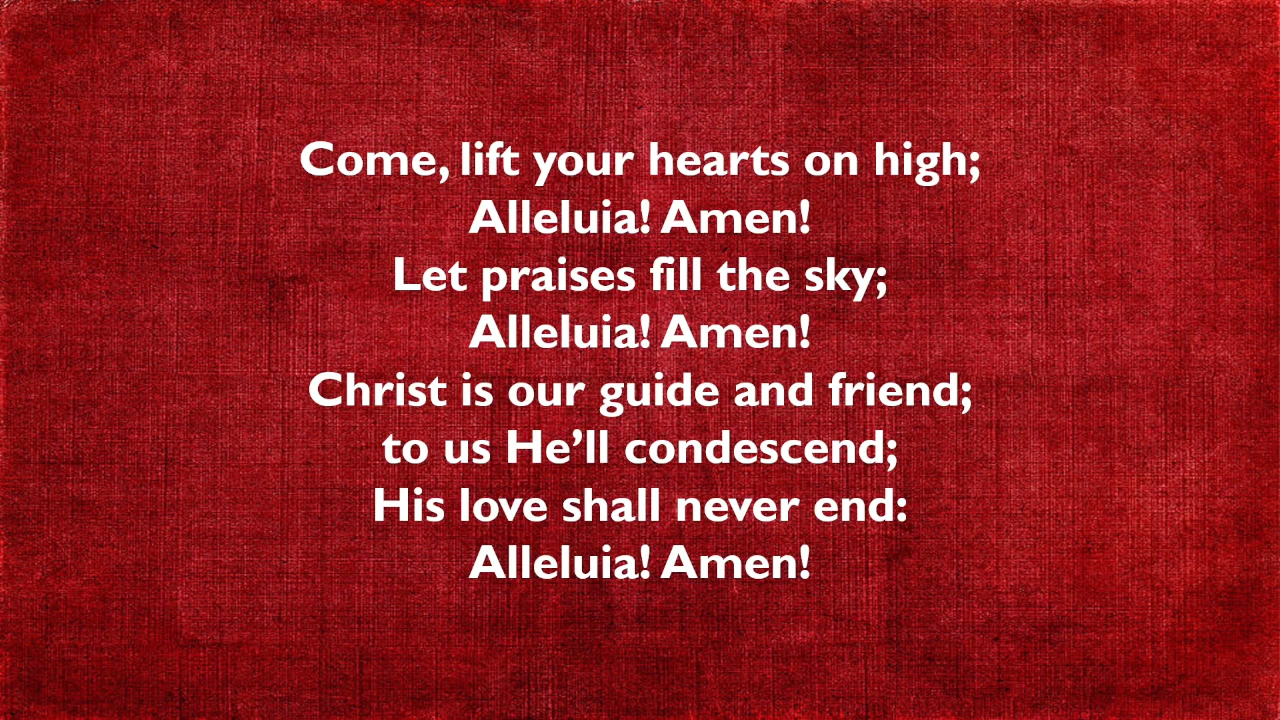 Come, lift your hearts on high;
Alleluia! Amen!
Let praises fill the sky;
Alleluia! Amen!
Christ is our guide and friend;
to us He’ll condescend;
His love shall never end:
Alleluia! Amen!